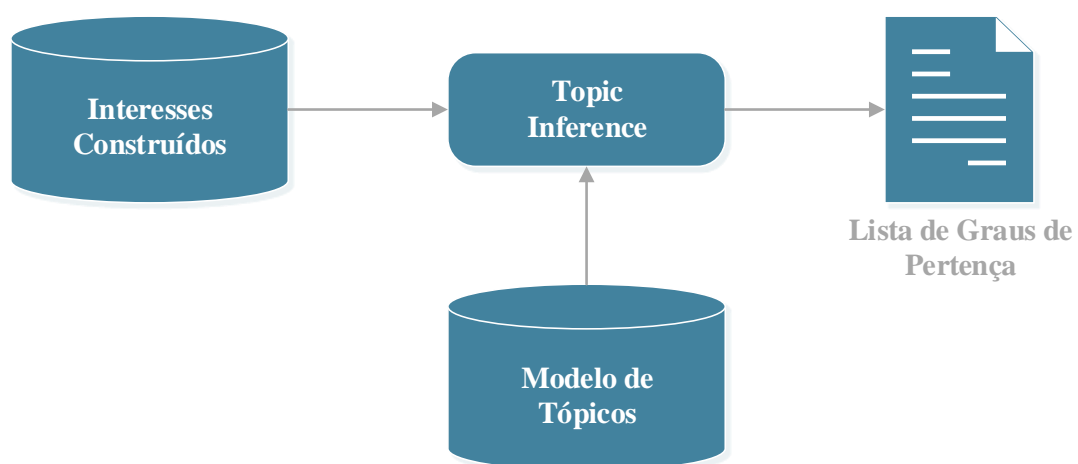 Interesses
Construídos
Topic
Inference
Lista de Graus de
Pertença
Modelo de
Tópicos